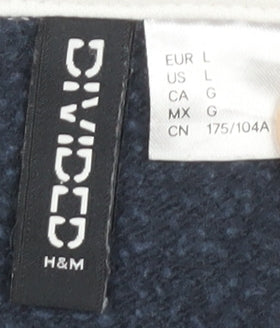 DIVIDED
H&M
EUR L
US L
CA G
MX G
CN 175/104A